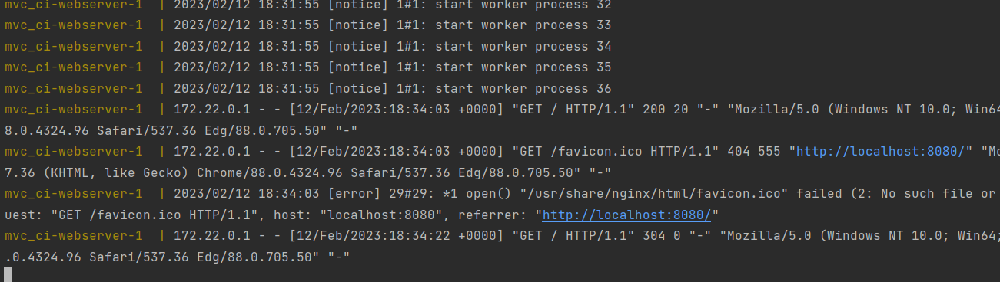 mvc_ci-webserver-1  | 2023/02/12 18:31:55 [notice] 1#1: start worker process 32
mvc_ci-webserver-1  | 2023/02/12 18:31:55 [notice] 1#1: start worker process 33
mvc_ci-webserver-1  | 2023/02/12 18:31:55 [notice] 1#1: start worker process 34
mvc_ci-webserver-1  | 2023/02/12 18:31:55 [notice] 1#1: start worker process 35
mvc_ci-webserver-1  | 2023/02/12 18:31:55 [notice] 1#1: start worker process 36
mvc_ci-webserver-1  | 172.22.0.1 - - [12/Feb/2023:18:34:03 +0000] "GET / HTTP/1.1" 200 20 "-" "Mozilla/5.0 (Windows NT 10.0; Win64
8.0.4324.96 Safari/537.36 Edg/88.0.705.50" "-"
mvc_ci-webserver-1  | 172.22.0.1 - - [12/Feb/2023:18:34:03 +0000] "GET /favicon.ico HTTP/1.1" 404 555 "http://localhost:8080/" "Mo
7.36 (KHTML, like Gecko) Chrome/88.0.4324.96 Safari/537.36 Edg/88.0.705.50" "-"
mvc_ci-webserver-1  | 2023/02/12 18:34:03 [error] 29#29: *1 open() "/usr/share/nginx/html/favicon.ico" failed (2: No such file or
uest: "GET /favicon.ico HTTP/1.1", host: "localhost:8080", referrer: "http://localhost:8080/"
mvc_ci-webserver-1  | 172.22.0.1 - - [12/Feb/2023:18:34:22 +0000] "GET / HTTP/1.1" 304 0 "-" "Mozilla/5.0 (Windows NT 10.0; Win64;
.0.4324.96 Safari/537.36 Edg/88.0.705.50" "-"